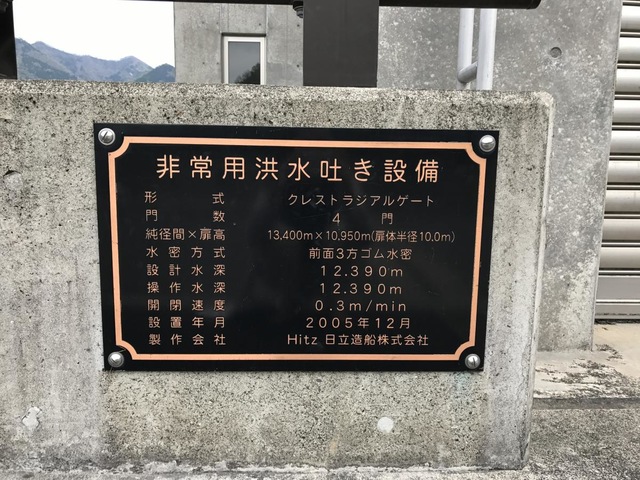 非常用洪水吐き設備
形式 クレストラジアルゲート
門数 4門
純径間×扉高 13,400m×10,950m(扉体半径10.0m)
水密方式 前面3方ゴム水密
設計水深 12.390m
操作水深 12.390m
開閉速度 0.3m/min
設置年月 2005年12月
製作会社 Hitz 日立造船株式会社